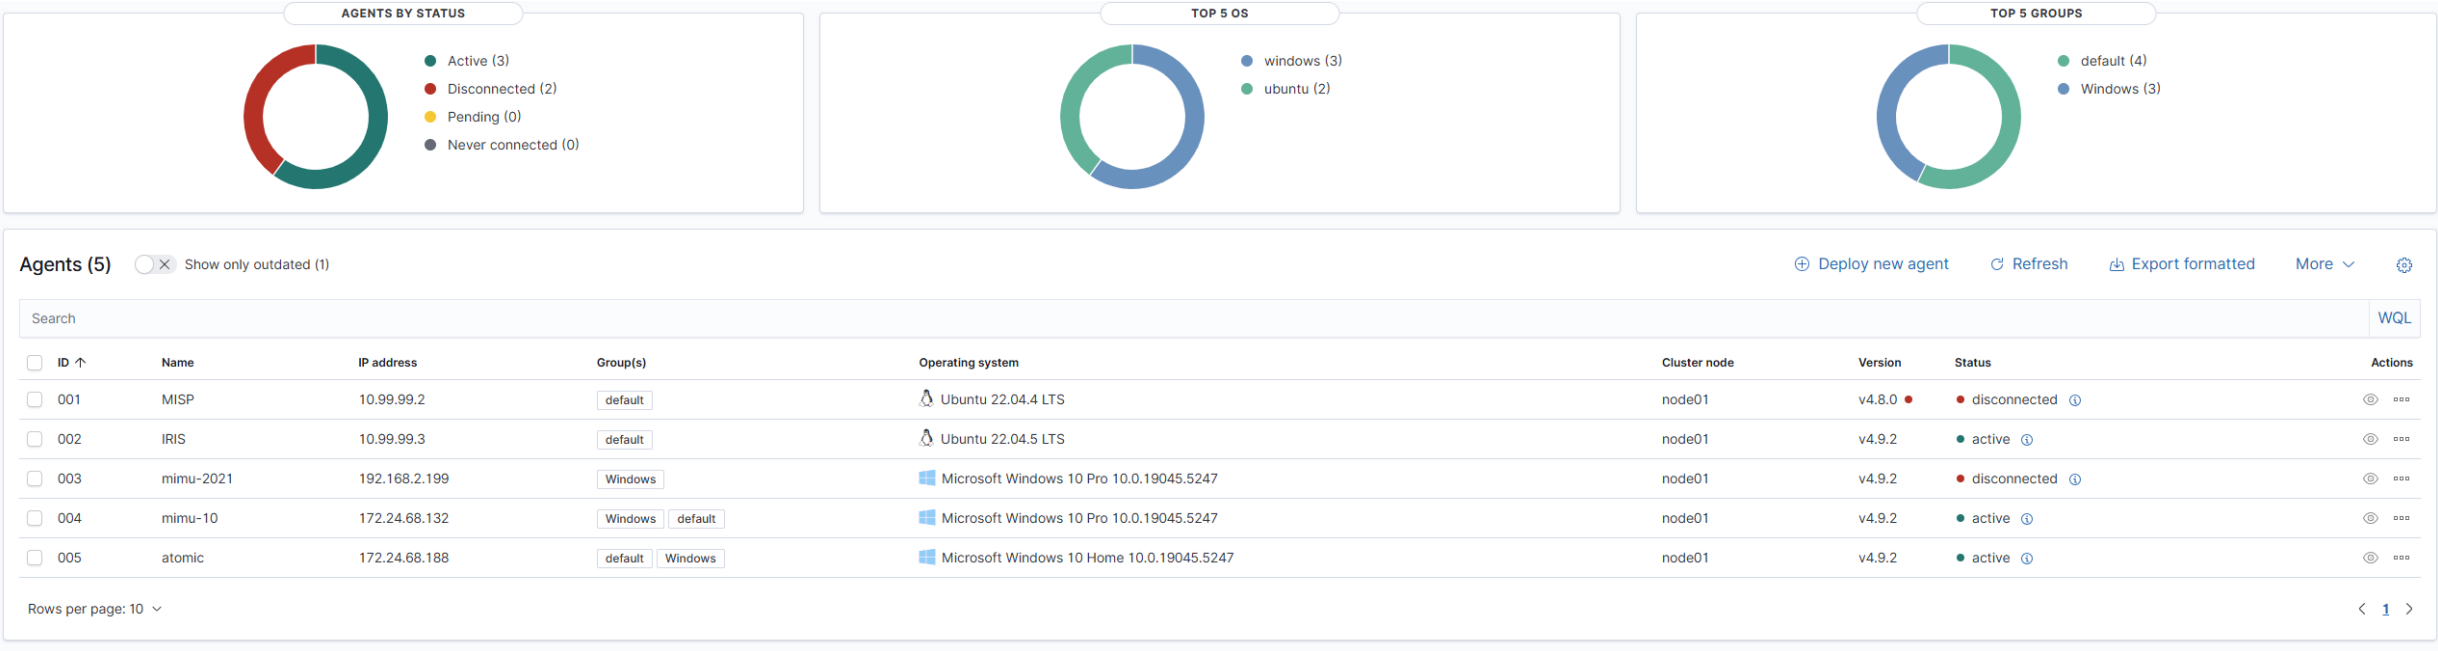 AGENTS BY STATUS
Active (3)
Disconnected (2)
Pending (0)
Never connected (0)
TOP 5 OS
windows (3)
ubuntu (2)
TOP 5 GROUPS
default (4)
Windows (3)
Agents (5) Show only outdated (1) Deploy new agent Refresh Export formatted More
Search WQL
ID Name IP address Group(s) Operating system Cluster node Version Status Actions
001 MISP 10.99.99.2 default Ubuntu 22.04.4 LTS node01 v4.8.0 disconnected
002 IRIS 10.99.99.3 default Ubuntu 22.04.5 LTS node01 v4.9.2 active
003 mimu-2021 192.168.2.199 Windows Microsoft Windows 10 Pro 10.0.19045.5247 node01 v4.9.2 disconnected
004 mimu-10 172.24.68.132 Windows default Microsoft Windows 10 Pro 10.0.19045.5247 node01 v4.9.2 active
005 atomic 172.24.68.188 default Windows Microsoft Windows 10 Home 10.0.19045.5247 node01 v4.9.2 active
Rows per page: 10 1